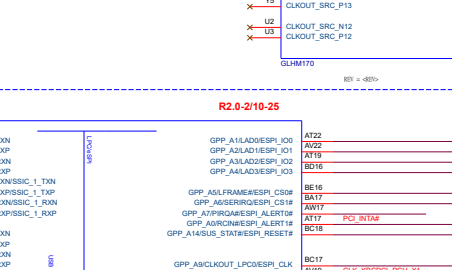 Y5
CLKOUT_SRC_P13
U2
CLKOUT_SRC_N12
U3
CLKOUT_SRC_P12
GLHM170
REV = <REV>
R2.0-2/10-25
LPC/eSPI
XN GPP_A1/LAD0/ESPI_IO0 AT22
XP GPP_A2/LAD1/ESPI_IO1 AV22
XN GPP_A3/LAD2/ESPI_IO2 AT19
XP GPP_A4/LAD3/ESPI_IO3 BD16
XN/SSIC_1_TXN
XP/SSIC_1_TXP GPP_A5/LFRAME#/ESPI_CS0# BE16
XN/SSIC_1_RXN GPP_A6/SERIRQ/ESPI_CS1# BA17
XP/SSIC_1_RXP GPP_A7/PIRQA#/ESPI_ALERT0# AW17
GPP_A0/RCIN#/ESPI_ALERT1# AT17 PCI_INTA#
XN GPP_A14/SUS_STAT#/ESPI_RESET# BC18
XP
XN
USB
XP GPP_A9/CLKOUT_LPC0/ESPI_CLK BC17